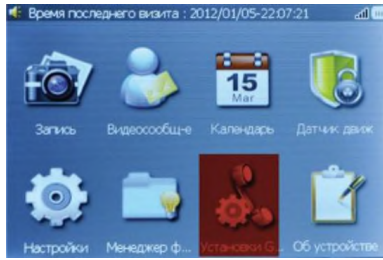 Время последнего визита : 2012/01/05-22:07:21
Запись Видеосообщ-е Календарь Датчик движ
15
Mar
Настройки Менеджер ф... Установки G... Об устройстве